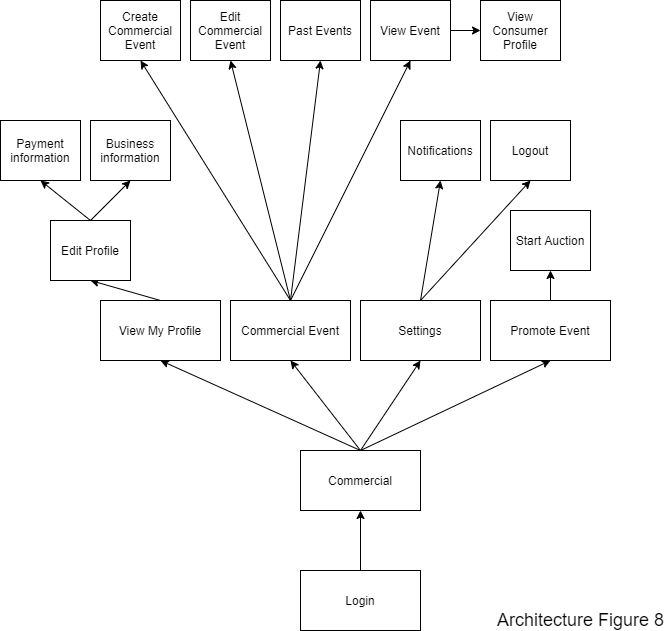 Create
Commercial
Event
Edit
Commercial
Event
Past Events
View Event
View
Consumer
Profile
Payment
information
Business
information
Notifications
Logout
Edit Profile
Start Auction
View My Profile
Commercial Event
Settings
Promote Event
Commercial
Login
Architecture Figure 8